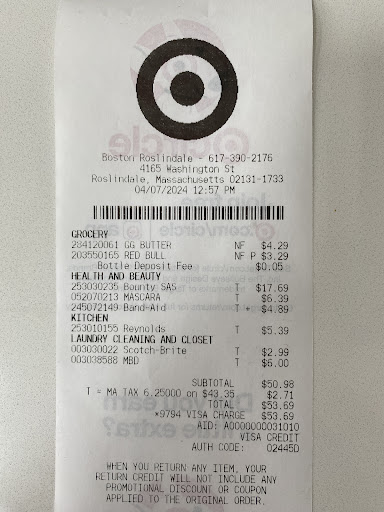 Boston Roslindale - 617-390-2176
4165 Washington St
Roslindale, Massachusetts 02131-1733
04/07/2024 12:57 PM
GROCERY
284120061 GG BUTTER NF $4.29
203550165 RED BULL NF P $3.29
Bottle Deposit Fee $0.05
HEALTH AND BEAUTY
253030235 Bounty SAS T $17.69
052070213 MASCARA T $6.39
245072149 Band-Aid T + $4.89
KITCHEN
253010155 Reynolds T $5.39
LAUNDRY CLEANING AND CLOSET
003030022 Scotch-Brite T $2.99
003038588 MBD T $6.00
SUBTOTAL $50.98
T = MA TAX 6.25000 on $43.35 $2.71
TOTAL $53.69
*9794 VISA CHARGE $53.69
AID: A0000000031010
VISA CREDIT
AUTH CODE: 02445D
WHEN YOU RETURN ANY ITEM, YOUR
RETURN CREDIT WILL NOT INCLUDE ANY
PROMOTIONAL DISCOUNT OR COUPON
APPLIED TO THE ORIGINAL ORDER.